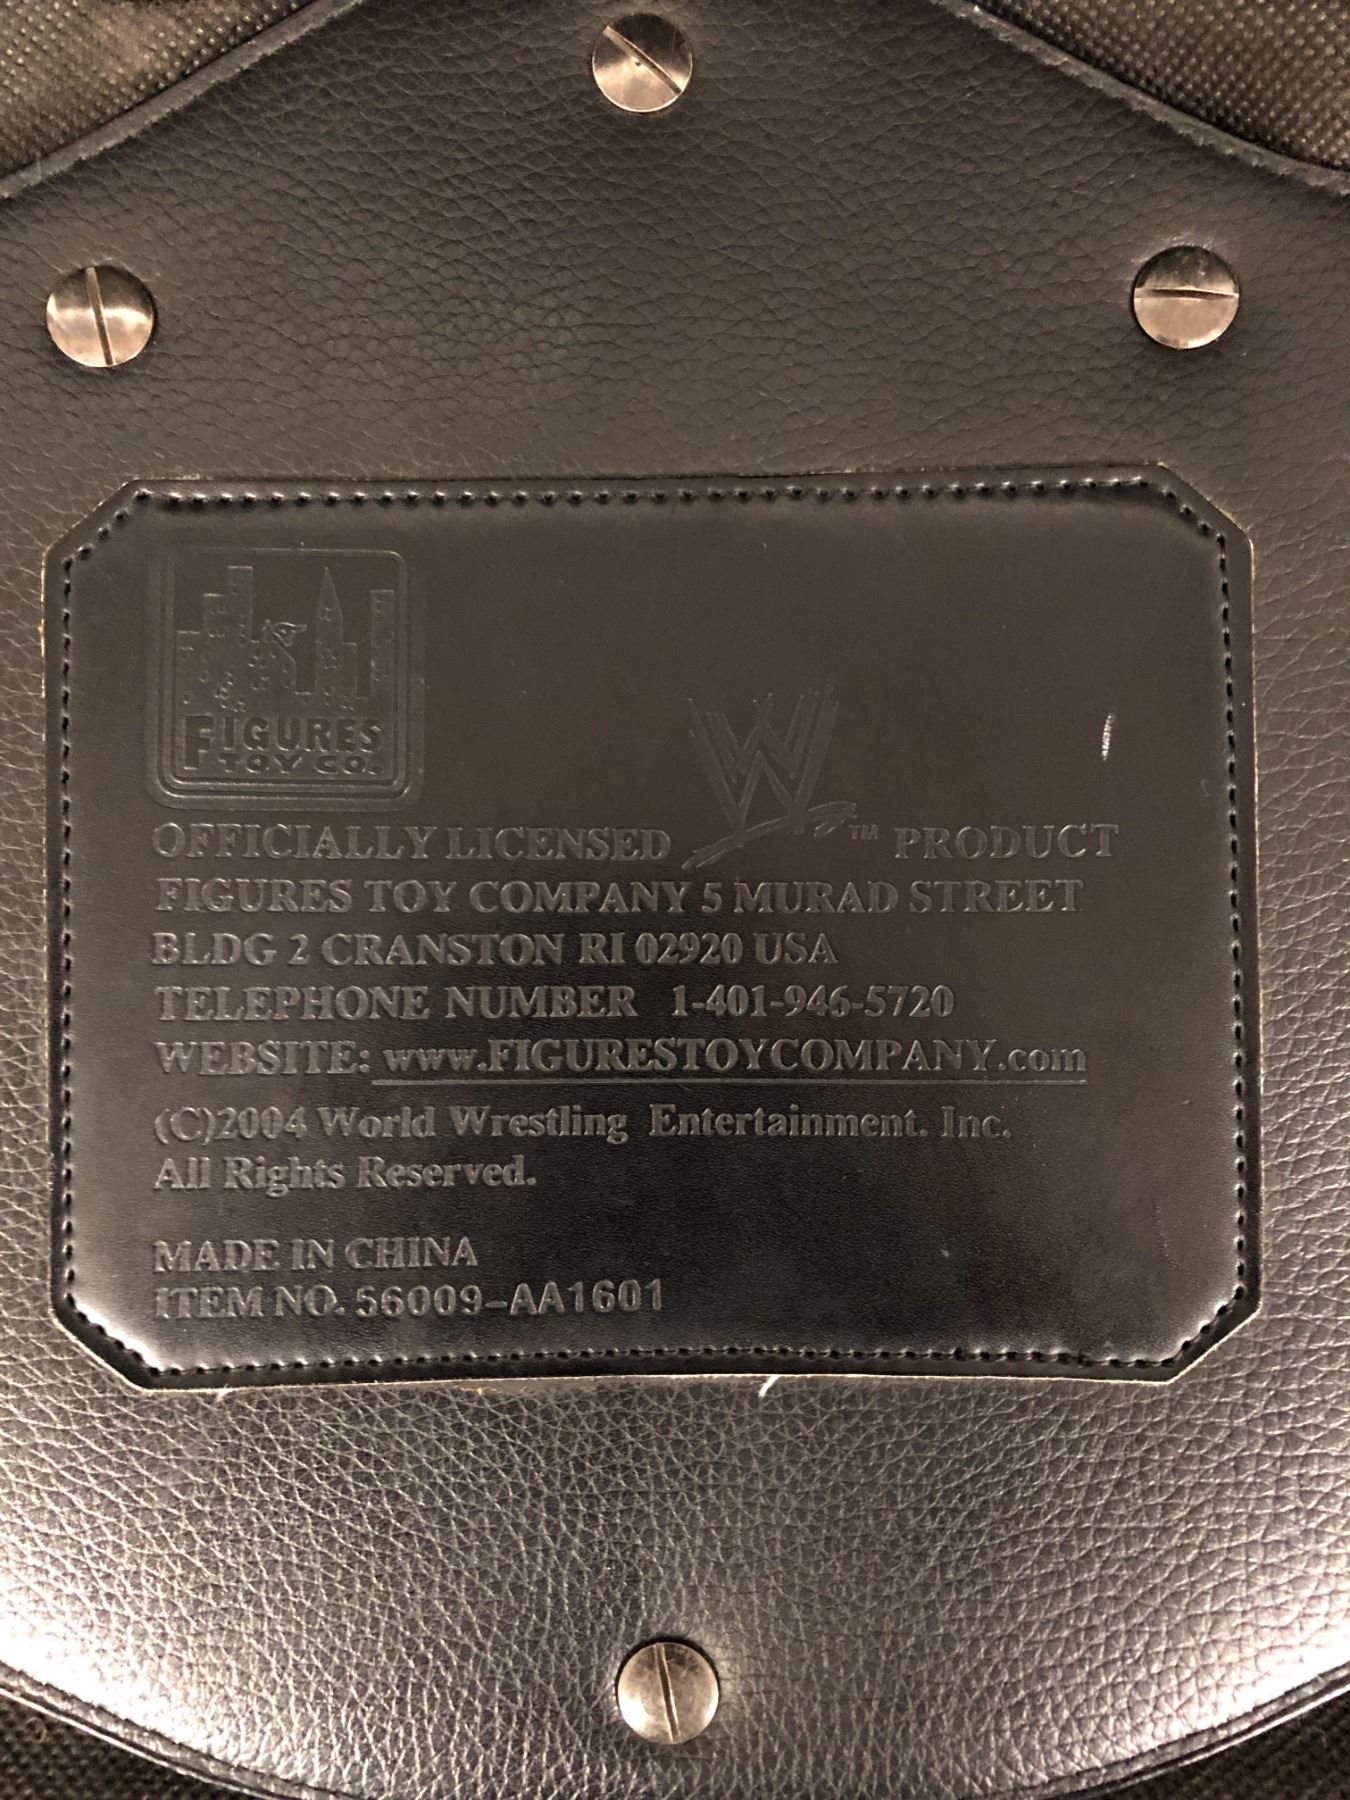 FIGURES
TOY CO.
W
OFFICIALLY LICENSED ™ PRODUCT
FIGURES TOY COMPANY 5 MURAD STREET
BLDG 2 CRANSTON RI 02920 USA
TELEPHONE NUMBER 1-401-946-5720
WEBSITE: www.FIGURESTOYCOMPANY.com
(C)2004 World Wrestling Entertainment. Inc.
All Rights Reserved.
MADE IN CHINA
ITEM NO. 56009-AA1601